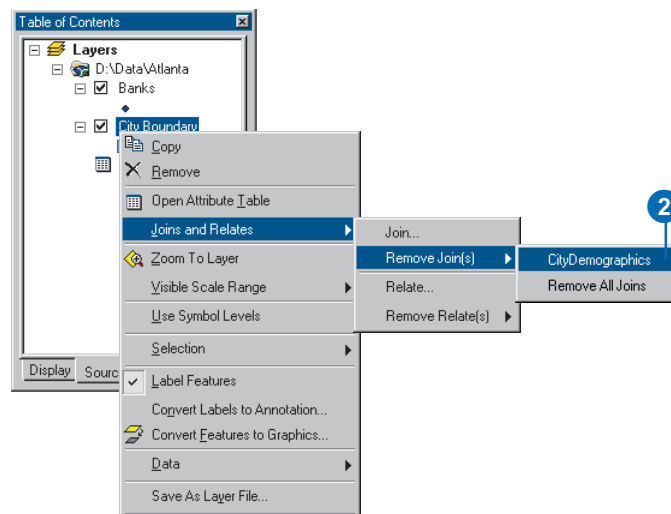 Table of Contents
Layers
D:\Data\Atlanta
Banks
City Boundary
Copy
Remove
Open Attribute Table
Joins and Relates
Zoom To Layer
Visible Scale Range
Use Symbol Levels
Selection
Label Features
Convert Labels to Annotation...
Convert Features to Graphics...
Data
Save As Layer File...
Join...
Remove Join(s)
Relate...
Remove Relate(s)
2
CityDemographics
Remove All Joins
Display
Sourc